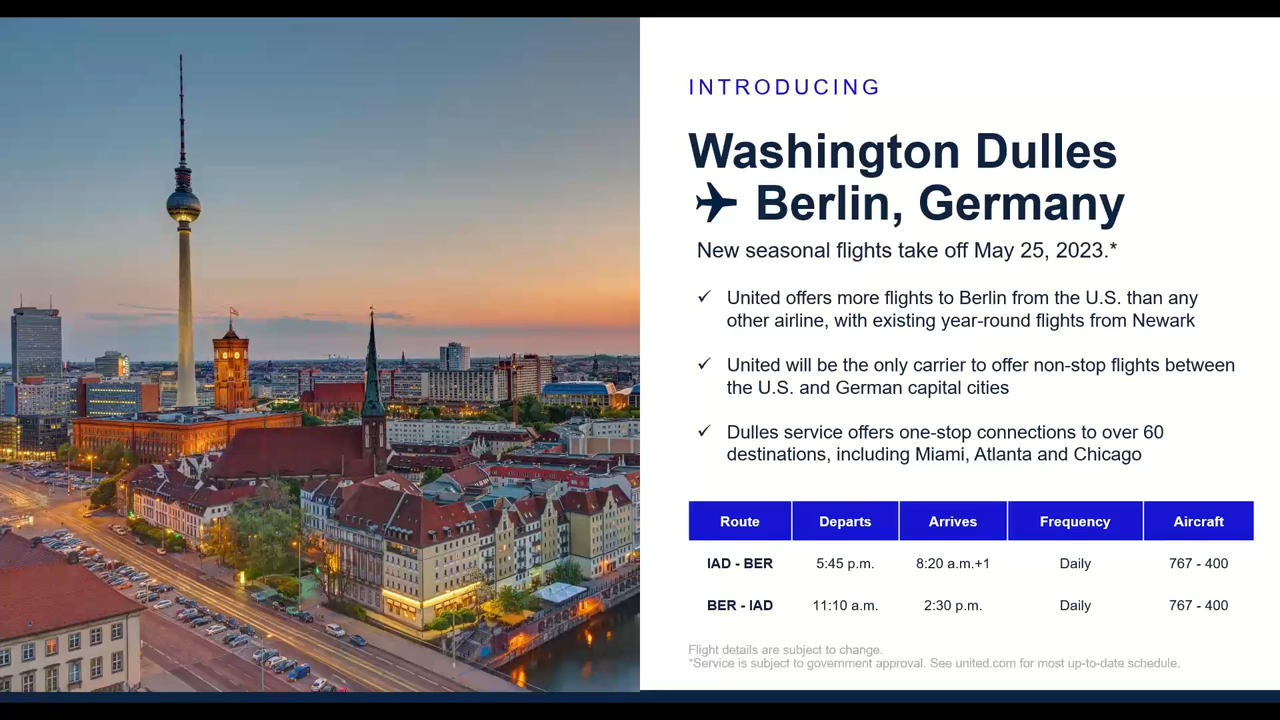 INTRODUCING
Washington Dulles
Berlin, Germany
New seasonal flights take off May 25, 2023.*
✓ United offers more flights to Berlin from the U.S. than any
other airline, with existing year-round flights from Newark
✓ United will be the only carrier to offer non-stop flights between
the U.S. and German capital cities
✓ Dulles service offers one-stop connections to over 60
destinations, including Miami, Atlanta and Chicago
Route Departs Arrives Frequency Aircraft
IAD - BER 5:45 p.m. 8:20 a.m.+1 Daily 767 - 400
BER - IAD 11:10 a.m. 2:30 p.m. Daily 767 - 400
Flight details are subject to change.
*Service is subject to government approval. See united.com for most up-to-date schedule.